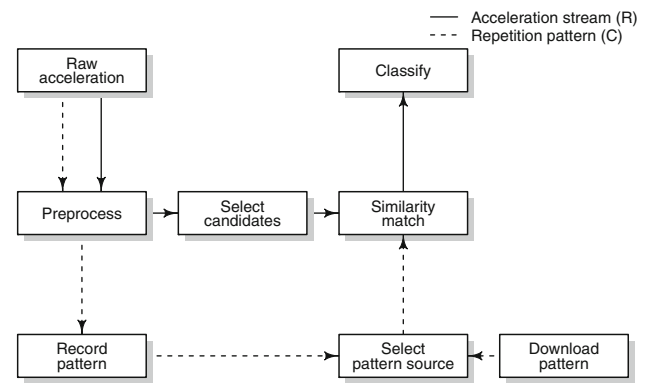 Acceleration stream (R)
Repetition pattern (C)
Raw
acceleration
Classify
Preprocess
Select
candidates
Similarity
match
Record
pattern
Select
pattern source
Download
pattern